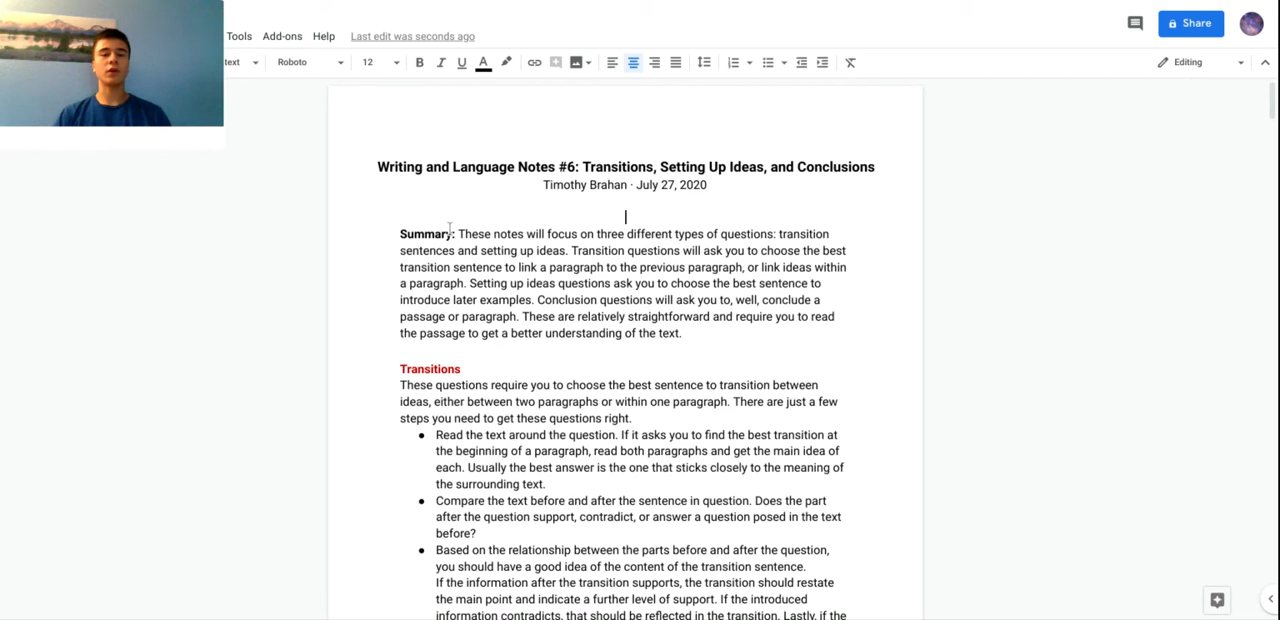 Tools Add-ons Help Last edit was seconds ago
Share
text Roboto 12 B I U A Editing
Writing and Language Notes #6: Transitions, Setting Up Ideas, and Conclusions
Timothy Brahan · July 27, 2020
Summary: These notes will focus on three different types of questions: transition
sentences and setting up ideas. Transition questions will ask you to choose the best
transition sentence to link a paragraph to the previous paragraph, or link ideas within
a paragraph. Setting up ideas questions ask you to choose the best sentence to
introduce later examples. Conclusion questions will ask you to, well, conclude a
passage or paragraph. These are relatively straightforward and require you to read
the passage to get a better understanding of the text.
Transitions
These questions require you to choose the best sentence to transition between
ideas, either between two paragraphs or within one paragraph. There are just a few
steps you need to get these questions right.
● Read the text around the question. If it asks you to find the best transition at
the beginning of a paragraph, read both paragraphs and get the main idea of
each. Usually the best answer is the one that sticks closely to the meaning of
the surrounding text.
● Compare the text before and after the sentence in question. Does the part
after the question support, contradict, or answer a question posed in the text
before?
● Based on the relationship between the parts before and after the question,
you should have a good idea of the content of the transition sentence.
If the information after the transition supports, the transition should restate
the main point and indicate a further level of support. If the introduced
information contradicts, that should be reflected in the transition. Lastly, if the